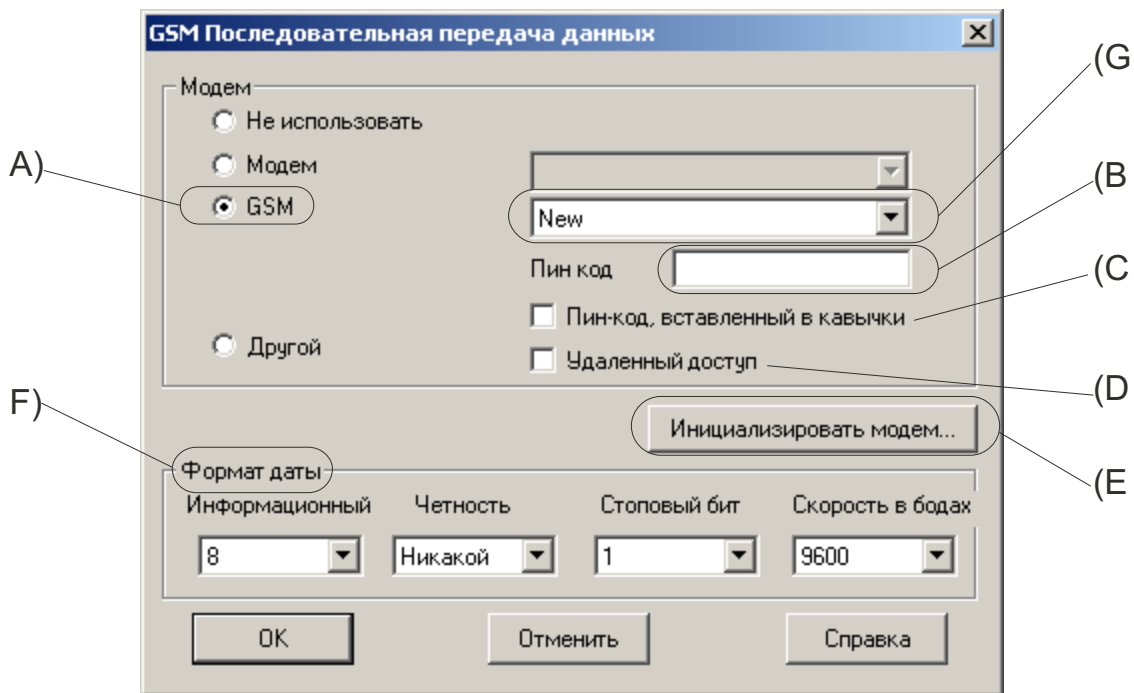 GSM Последовательная передача данных
(G
Модем
Не использовать
A)
Модем
(B
GSM
New
Пин код
(C
Пин-код, вставленный в кавычки
Другой
Удаленный доступ
(D
F)
Инициализировать модем...
Формат даты
(E
Информационный Четность Стоповый бит Скорость в бодах
8 Никакой 1 9600
OK Отменить Справка